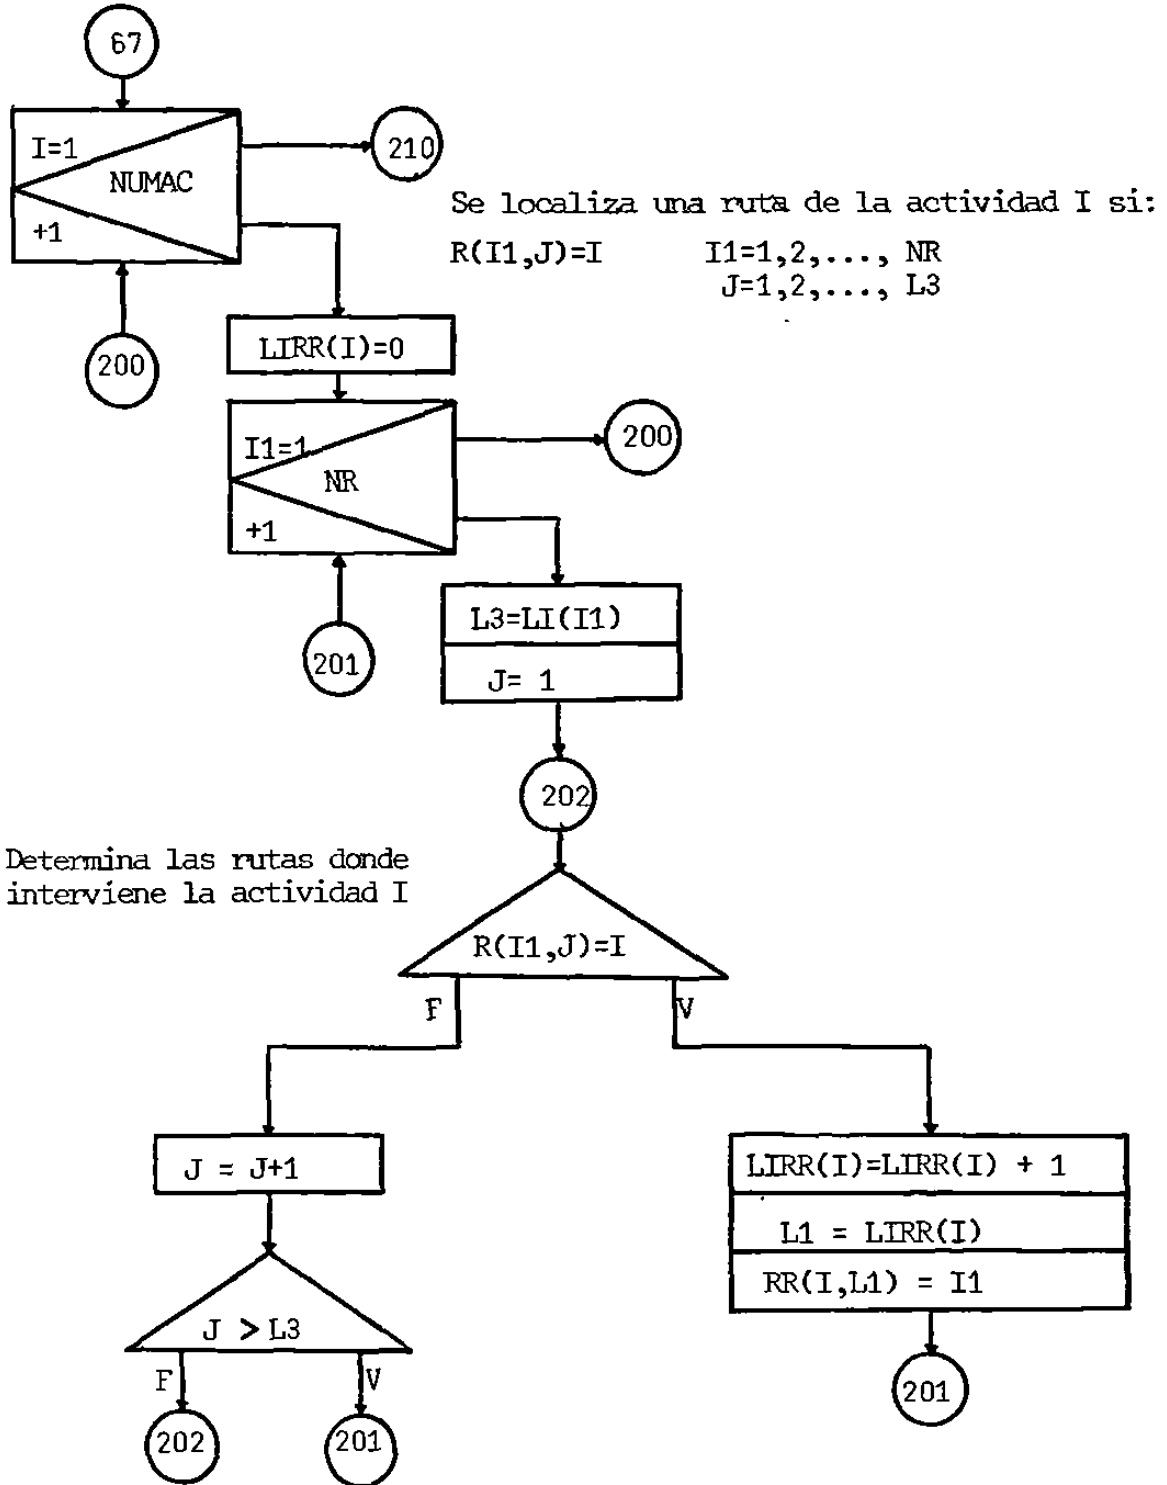 67
I=1
NUMAC
+1
210
Se localiza una ruta de la actividad I si:
R(I1,J)=I I1=1,2,..., NR
J=1,2,..., L3
200
LIRR(I)=0
I1=1
NR
+1
200
201
L3=LI(I1)
J= 1
202
Determina las rutas donde
interviene la actividad I
R(I1,J)=I
F
V
J = J+1
LIRR(I)=LIRR(I) + 1
L1 = LIRR(I)
RR(I,L1) = I1
J > L3
F
V
202
201
201